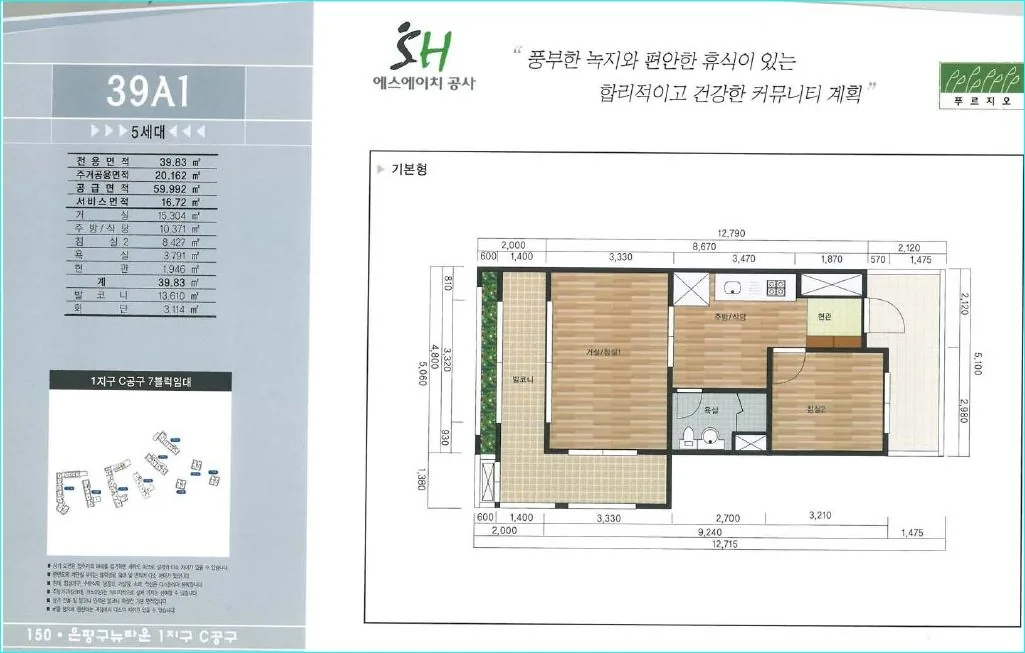 39A1
▶▶▶5세대◀◀◀
전용면적 39.83 ㎡
주거공용면적 20.162 ㎡
공급면적 59.992 ㎡
서비스면적 16.72 ㎡
거실 15.304 ㎡
주방/식당 10.371 ㎡
침실2 8.427 ㎡
욕실 3.791 ㎡
현관 1.946 ㎡
계 39.83 ㎡
발코니 13.610 ㎡
화단 3.114 ㎡
1지구 C공구 7블럭임대
150 • 은평구뉴타운 1지구 C공구
SH
에스에이치 공사
“ 풍부한 녹지와 편안한 휴식이 있는
합리적이고 건강한 커뮤니티 계획 ”
푸르지오
▶ 기본형
12,790
2,000 8,670 2,120
600 1,400 3,330 3,470 1,870 570 1,475
810
3,320
930
4,800
5,060
1,380
2,120
2,980
5,100
주방/식당
현관
거실/침실1
발코니
욕실
침실2
600 1,400 3,330 2,700 3,210
2,000 9,240 1,475
12,715